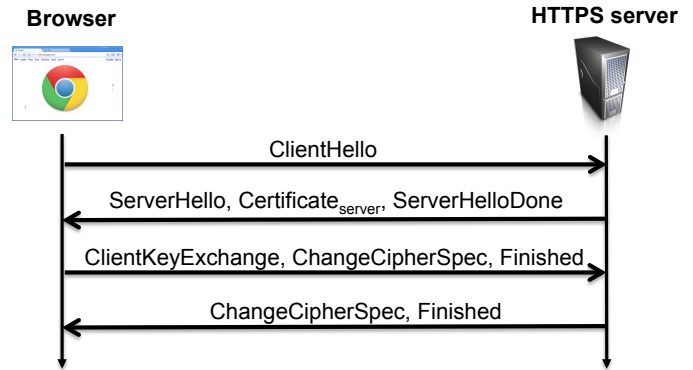 Browser
HTTPS server
ClientHello
ServerHello, Certificateserver, ServerHelloDone
ClientKeyExchange, ChangeCipherSpec, Finished
ChangeCipherSpec, Finished